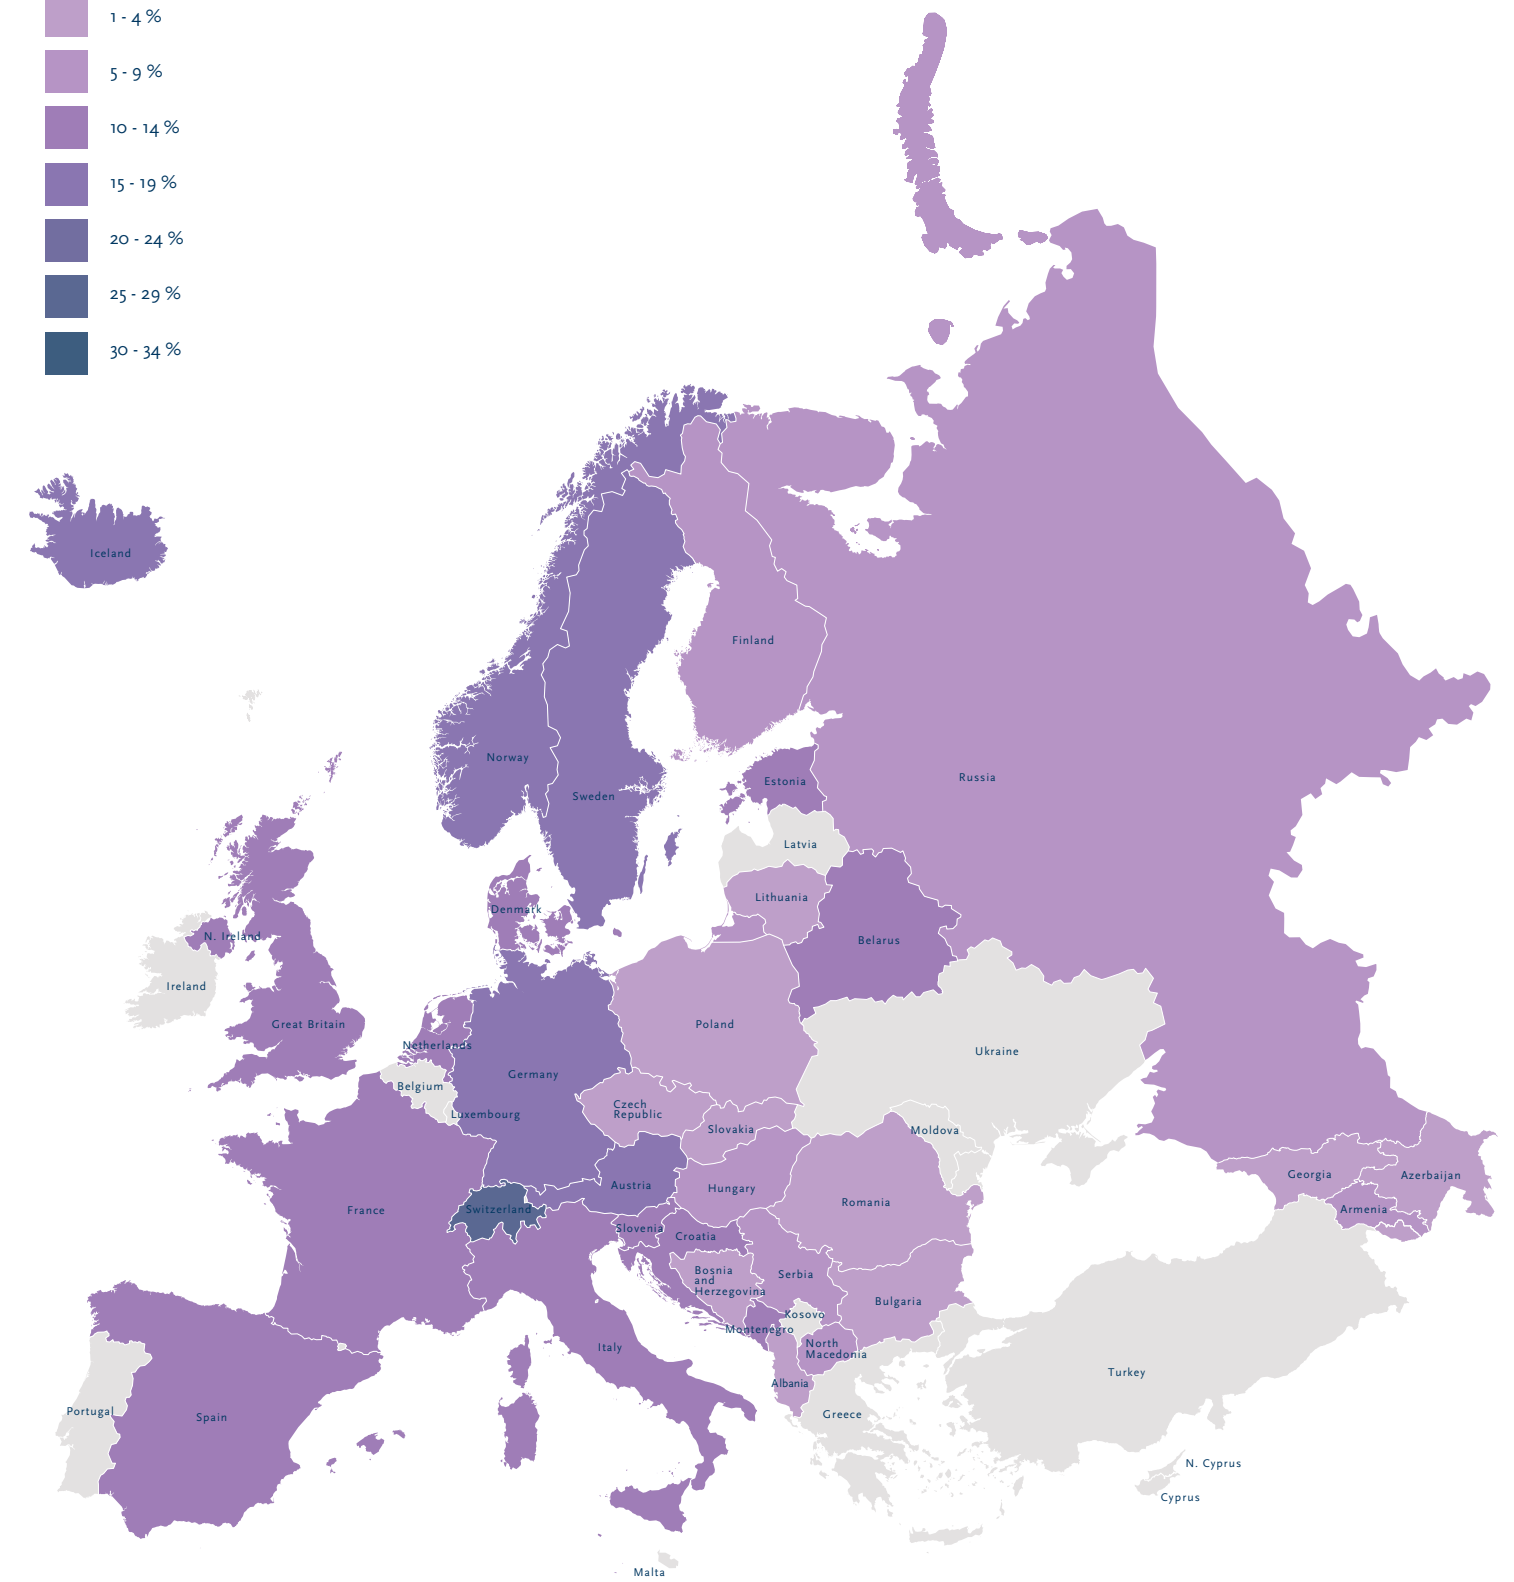 1 - 4 %
5 - 9 %
10 - 14 %
15 - 19 %
20 - 24 %
25 - 29 %
30 - 34 %
Iceland
Finland
Norway
Russia
Estonia
Sweden
Latvia
Lithuania
Denmark
N. Ireland
Belarus
Ireland
Great Britain
Poland
Netherlands
Ukraine
Germany
Belgium
Czech
Republic
Luxembourg
Slovakia
Moldova
Georgia
Azerbaijan
Austria
Hungary
Romania
France
Switzerland
Armenia
Slovenia
Croatia
Bosnia
and
Herzegovina
Serbia
Bulgaria
Kosovo
Montenegro
North
Macedonia
Italy
Turkey
Albania
Portugal
Spain
Greece
N. Cyprus
Cyprus
Malta